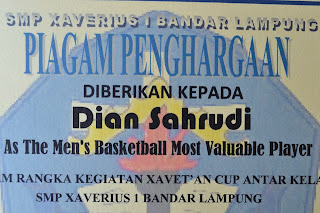 SMP XAVERIUS 1 BANDAR LAMPUNG
PIAGAM PENGHARGAAN
DIBERIKAN KEPADA
Dian Sahrudi
As The Men's Basketball Most Valuable Player
RANGKA KEGIATAN XAVET'AN CUP ANTAR
SMP XAVERIUS 1 BANDAR LAMPUNG